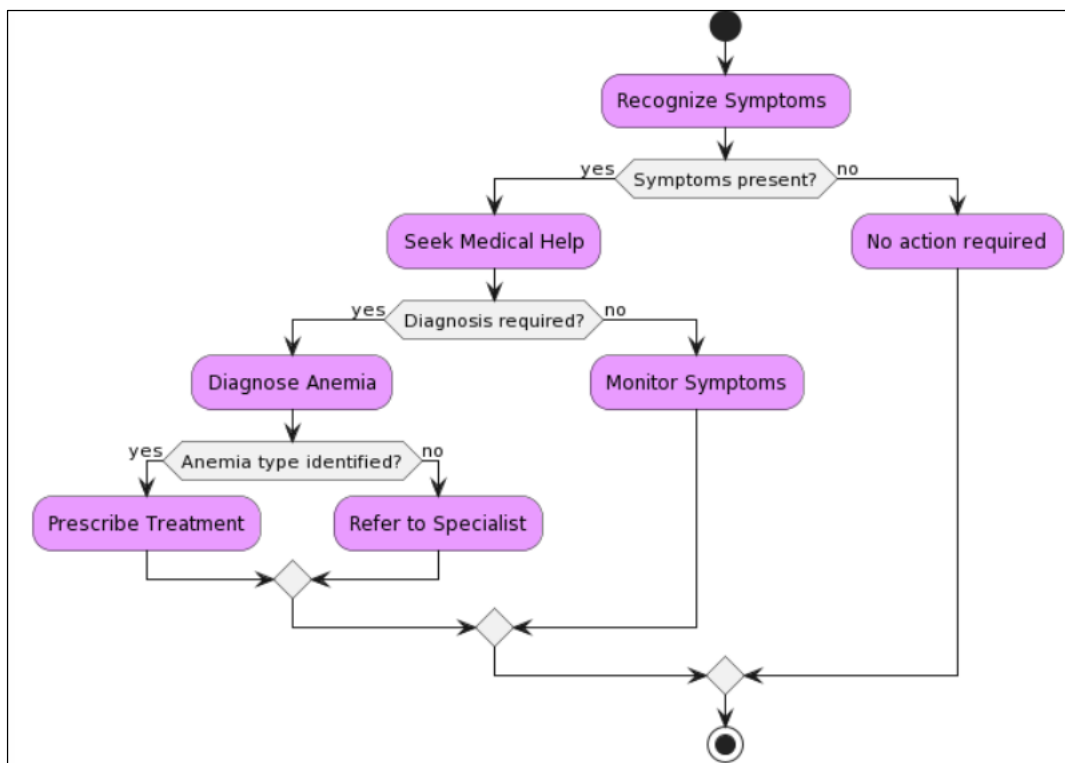 Recognize Symptoms
yes
Symptoms present?
no
Seek Medical Help
No action required
yes
Diagnosis required?
no
Diagnose Anemia
Monitor Symptoms
yes
Anemia type identified?
no
Prescribe Treatment
Refer to Specialist